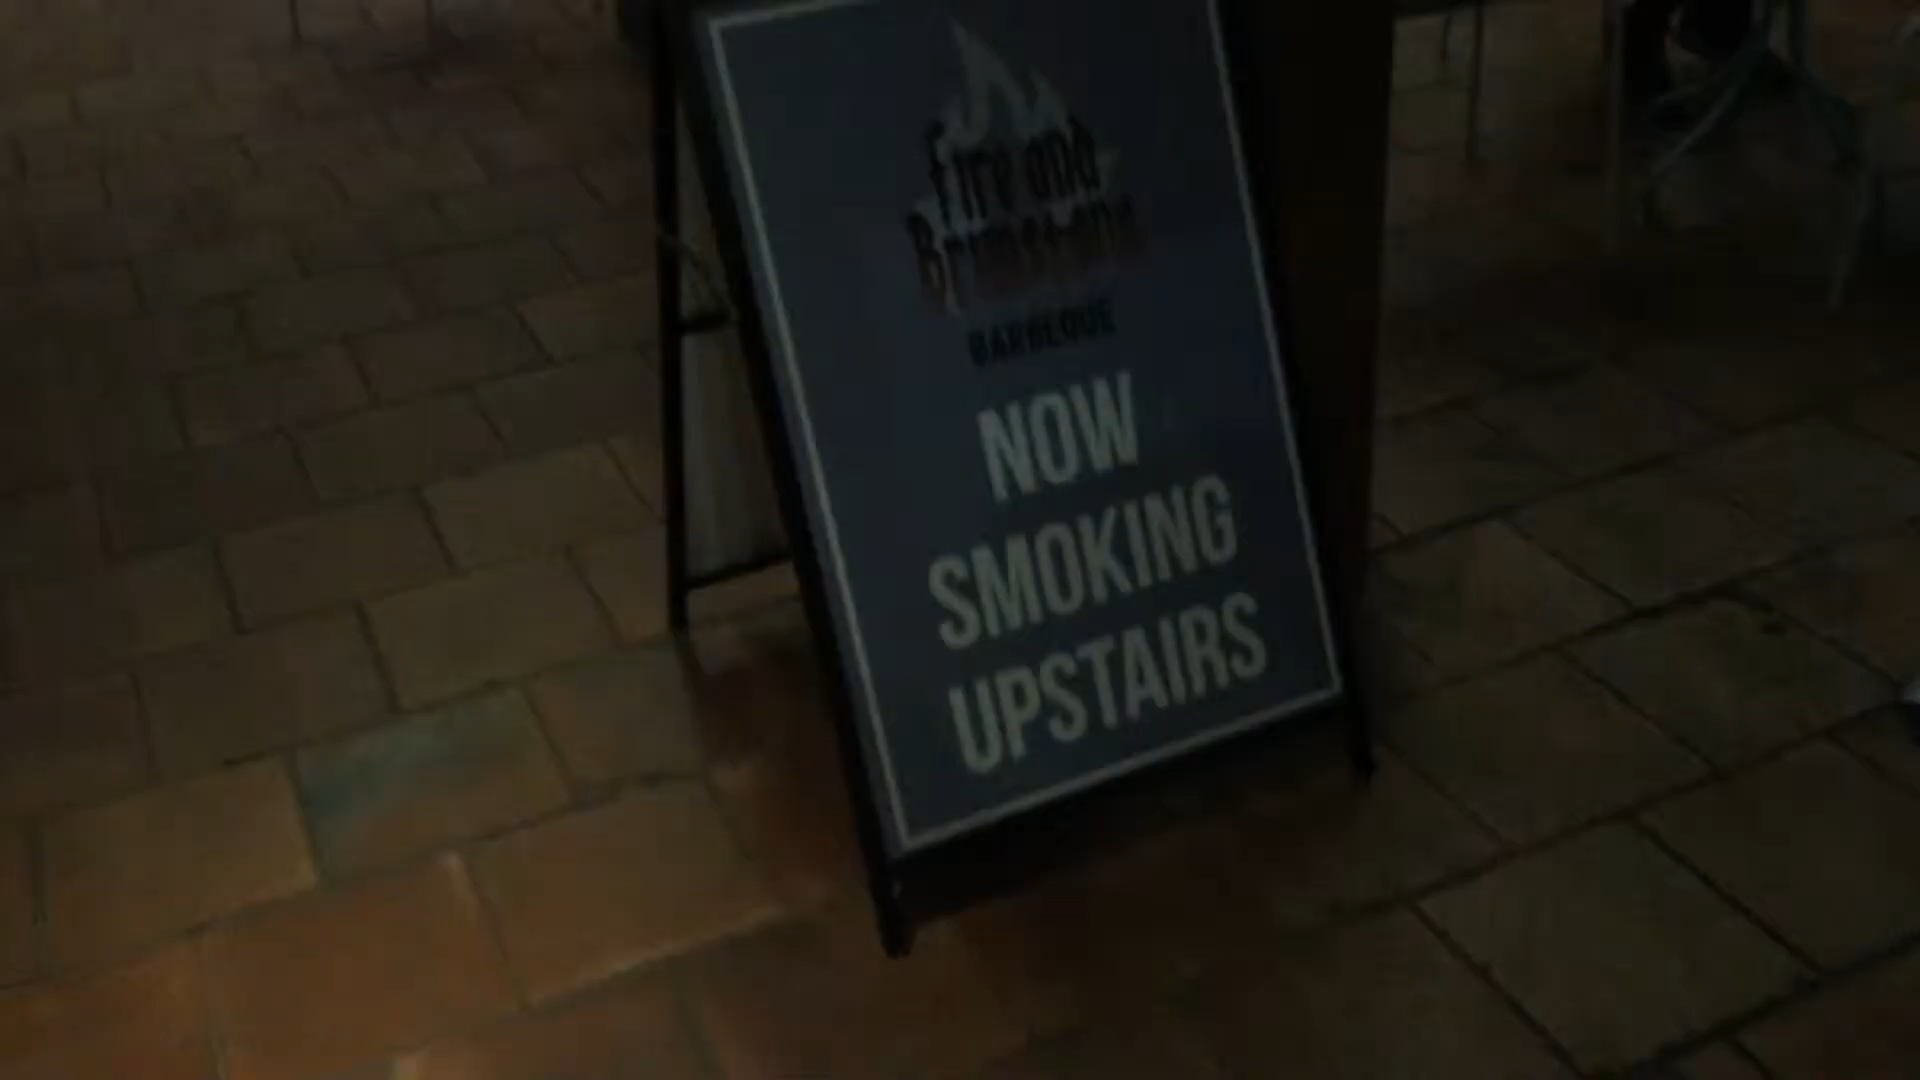 Fire and
Brimstone
BARBEQUE
NOW
SMOKING
UPSTAIRS